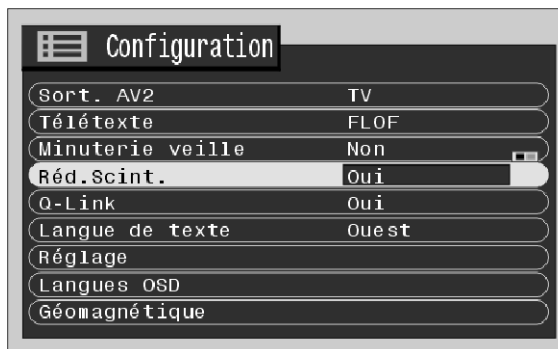 Configuration
Sort. AV2 TV
Télétexte FLOF
Minuterie veille Non
Réd.Scint. Oui
Q-Link Oui
Langue de texte Ouest
Réglage
Langues OSD
Géomagnétique